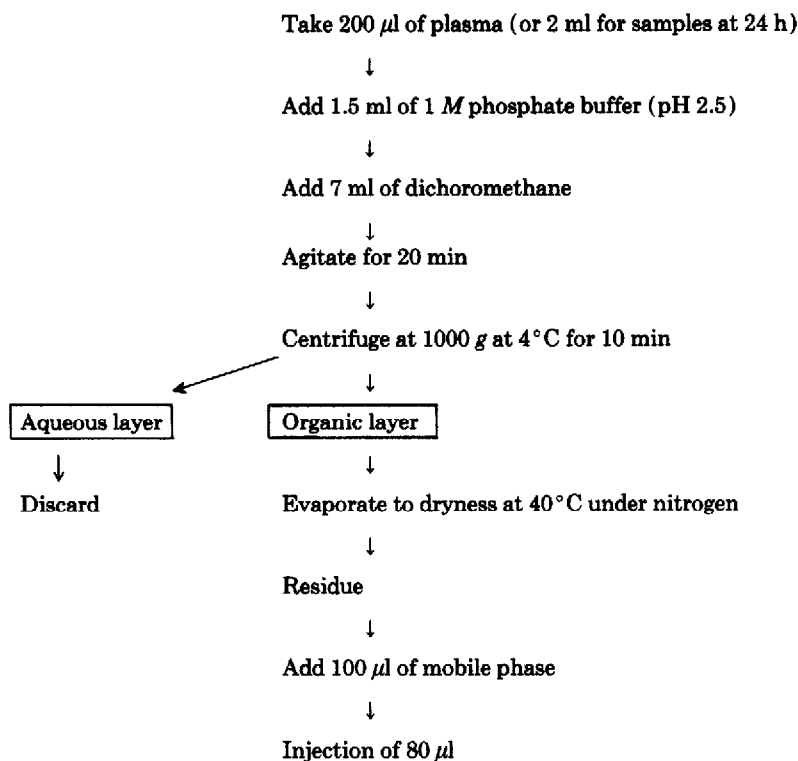 Take 200 μl of plasma (or 2 ml for samples at 24 h)
↓
Add 1.5 ml of 1 M phosphate buffer (pH 2.5)
↓
Add 7 ml of dichoromethane
↓
Agitate for 20 min
↓
Centrifuge at 1000 g at 4°C for 10 min
↓
Aqueous layer Organic layer
↓ ↓
Discard Evaporate to dryness at 40°C under nitrogen
↓
Residue
↓
Add 100 μl of mobile phase
↓
Injection of 80 μl